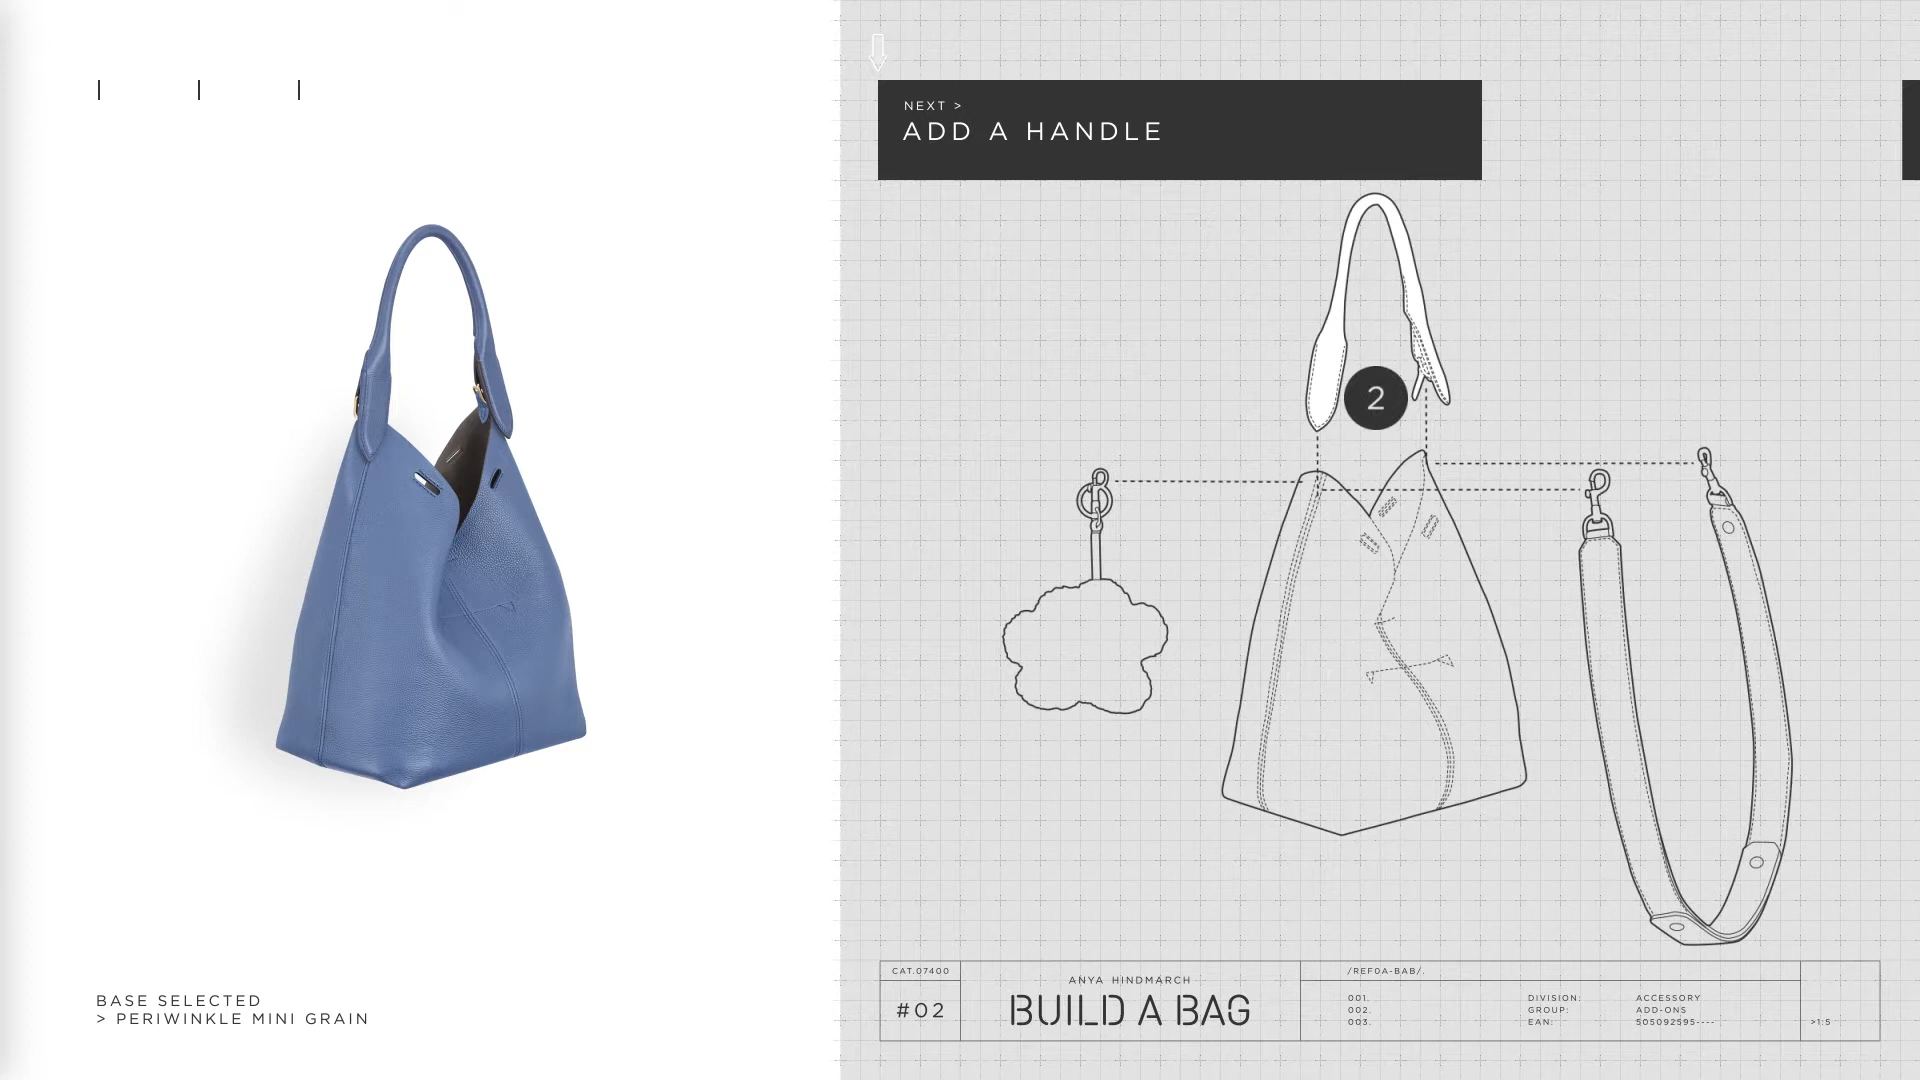 NEXT >
ADD A HANDLE
2
BASE SELECTED
> PERIWINKLE MINI GRAIN
CAT.07400
#02
ANYA HINDMARCH
BUILD A BAG
/REF0A-BAB/.
001.
002.
003.
DIVISION: ACCESSORY
GROUP: ADD-ONS
EAN: 505092595----
>1:5